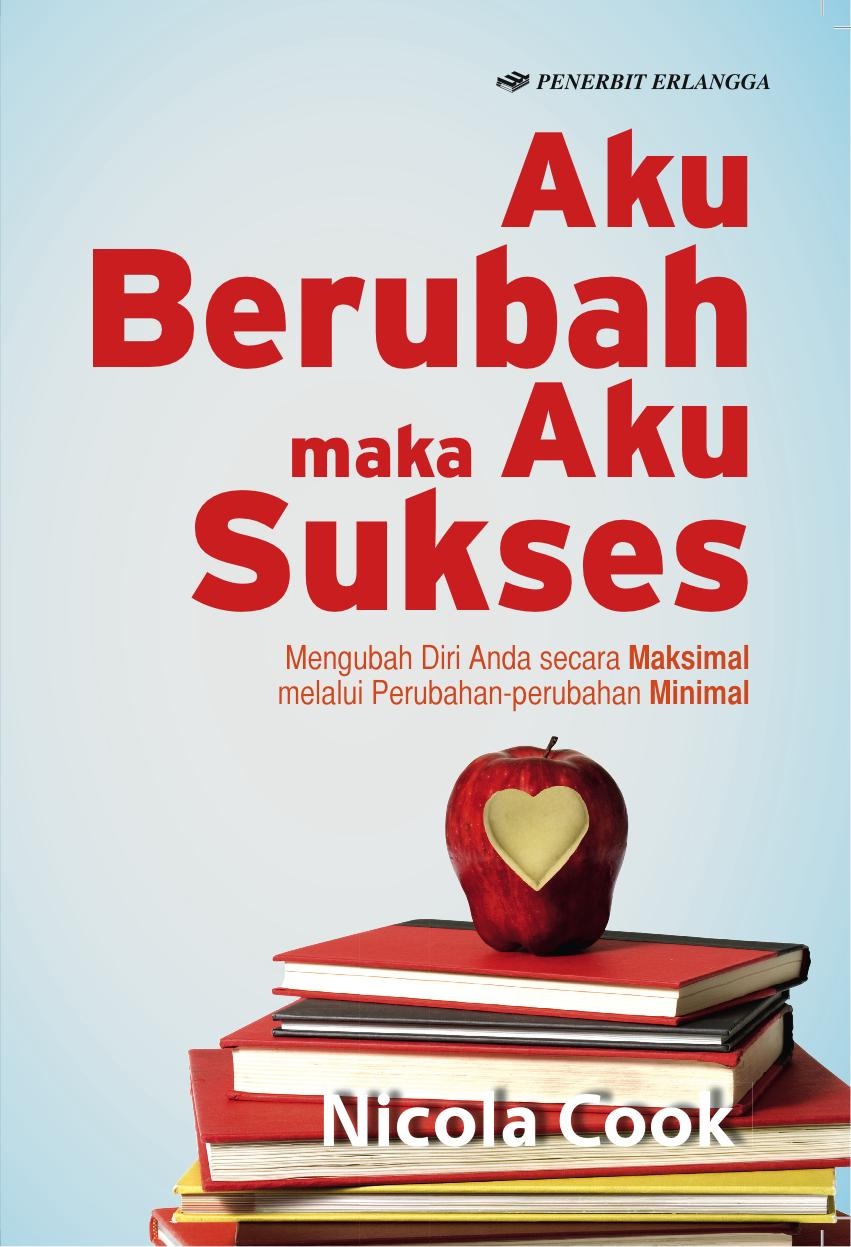 PENERBIT ERLANGGA
Aku
Berubah
maka Aku
Sukses
Mengubah Diri Anda secara Maksimal
melalui Perubahan-perubahan Minimal
Nicola Cook